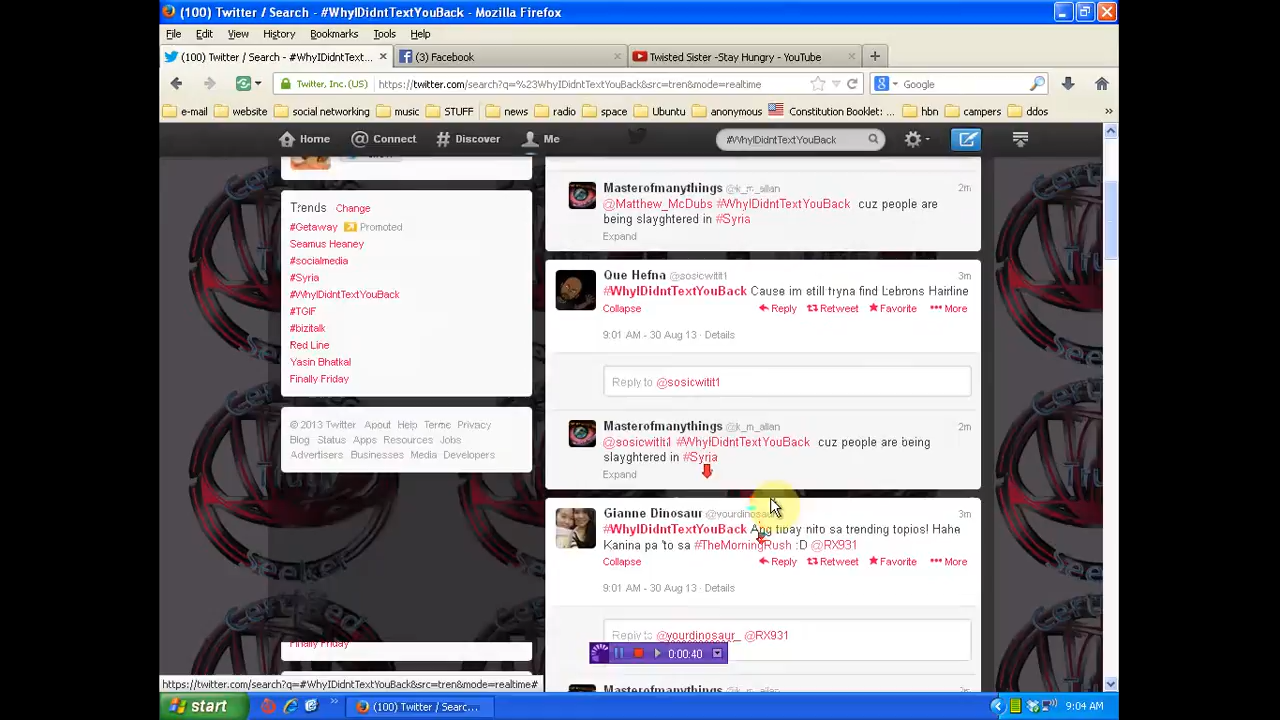 (100) Twitter / Search - #WhyIDidntTextYouBack - Mozilla Firefox
File Edit View History Bookmarks Tools Help
(100) Twitter / Search - #WhyIDidntText... × (3) Facebook × Twisted Sister -Stay Hungry - YouTube × +
Twitter, Inc. (US) https://twitter.com/search?q=%23WhyIDidntTextYouBack&src=tren&mode=realtime Google
e-mail website social networking music STUFF news radio space Ubuntu anonymous Constitution Booklet:... hbn campers ddos »
Home Connect Discover Me #WhyIDidntTextYouBack
Trends Change
#Getaway Promoted
Seamus Heaney
#socialmedia
#Syria
#WhyIDidntTextYouBack
#TGIF
#bizitalk
Red Line
Yasin Bhatkal
Finally Friday
© 2013 Twitter About Help Terms Privacy
Blog Status Apps Resources Jobs
Advertisers Businesses Media Developers
Finally Friday
Masterofmanythings @k_m_allan 2m
@Matthew_McDubs #WhyIDidntTextYouBack cuz people are
being slayghtered in #Syria
Expand
Que Hefna @sosicwitit1 3m
#WhyIDidntTextYouBack Cause im still tryna find Lebrons Hairline
Collapse Reply Retweet Favorite More
9:01 AM - 30 Aug 13 · Details
Reply to @sosicwitit1
Masterofmanythings @k_m_allan 2m
@sosicwitit1 #WhyIDidntTextYouBack cuz people are being
slayghtered in #Syria
Expand
Gianne Dinosaur @yourdinosaur_ 3m
#WhyIDidntTextYouBack Ang tibay nito sa trending topics! Hahe
Kanina pa 'to sa #TheMorningRush :D @RX931
Collapse Reply Retweet Favorite More
9:01 AM - 30 Aug 13 · Details
Reply to @yourdinosaur_ @RX931
0:00:40
Masterofmanythings @k_m_allan 3m
https://twitter.com/search?q=#WhyIDidntTextYouBack&src=tren&mode=realtime#
start » (100) Twitter / Searc... 9:04 AM